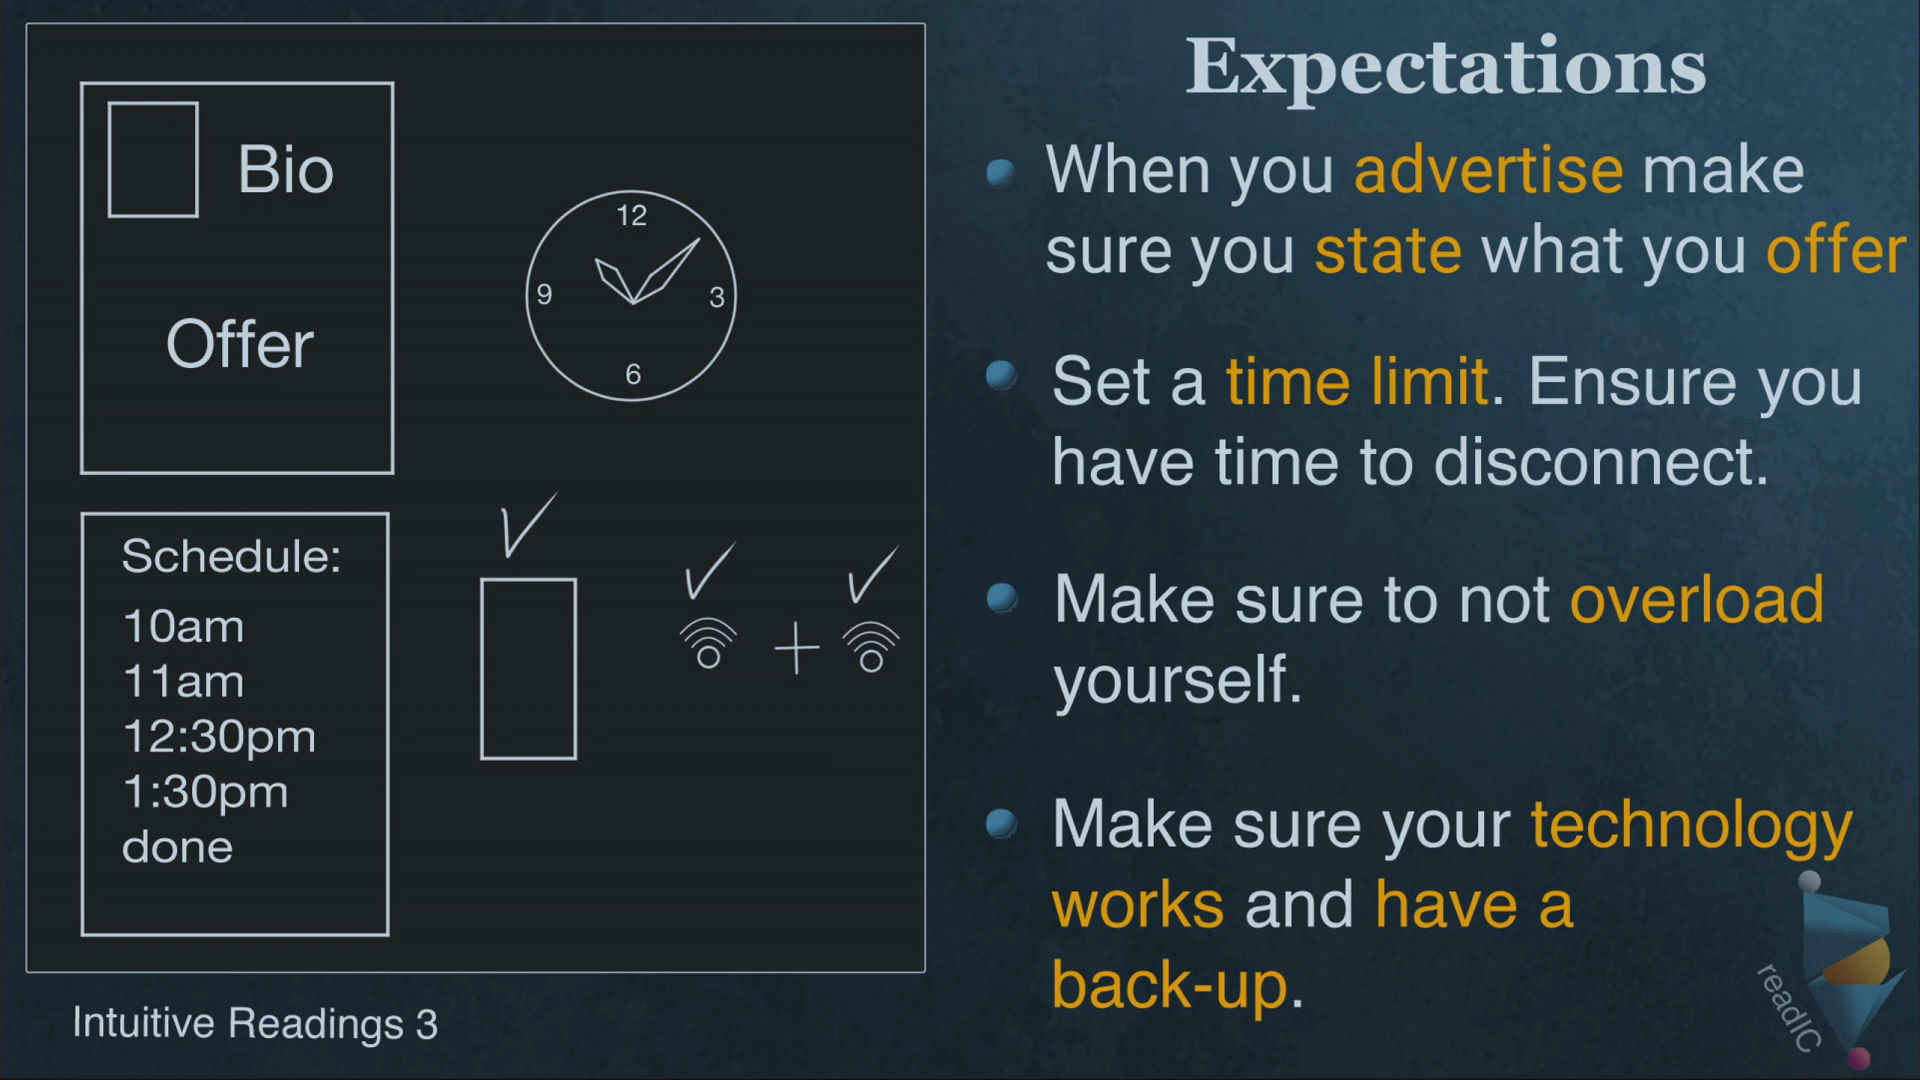 Expectations
When you advertise make
sure you state what you offer
Set a time limit. Ensure you
have time to disconnect.
Make sure to not overload
yourself.
Make sure your technology
works and have a
back-up.
Bio
Offer
12
9
3
6
Schedule:
10am
11am
12:30pm
1:30pm
done
Intuitive Readings 3
readIC